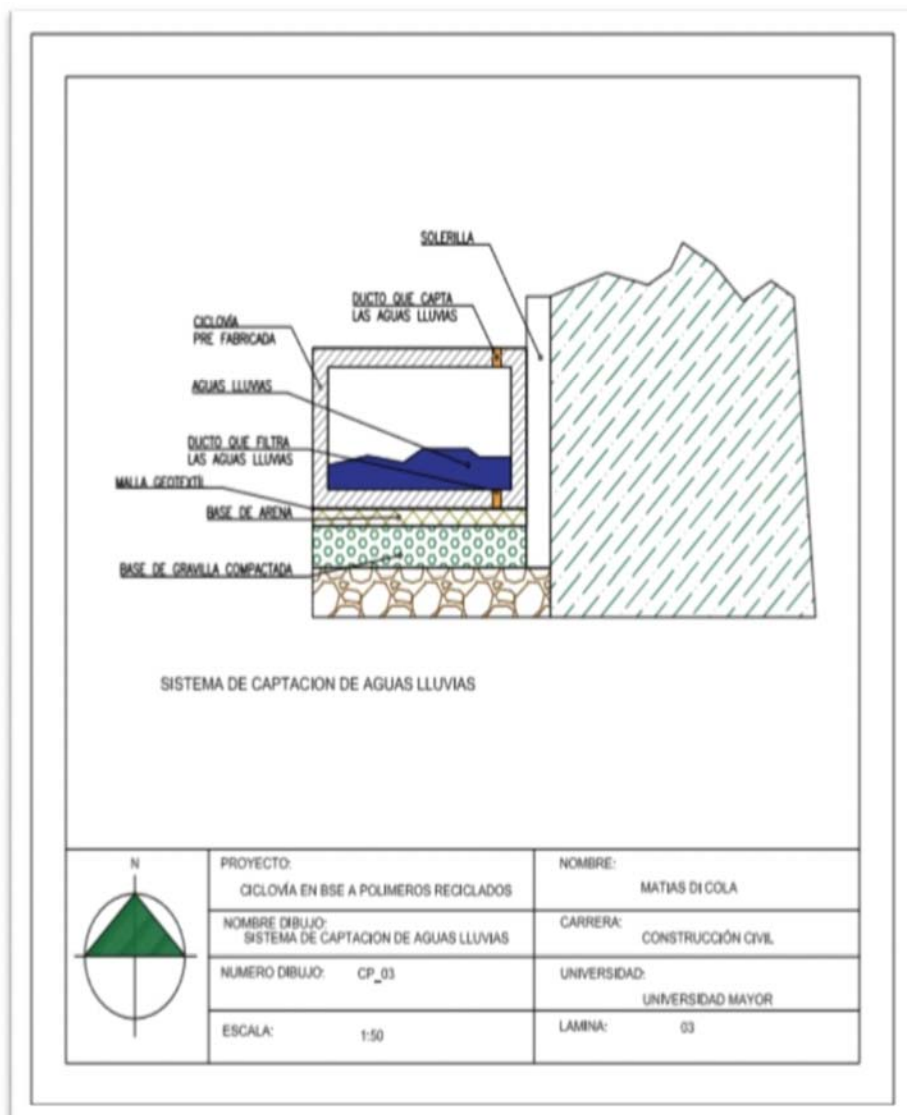 SOLERILLA
DUCTO QUE CAPTA
LAS AGUAS LLUVIAS
CICLOVÍA
PRE FABRICADA
AGUAS LLUVIAS
DUCTO QUE FILTRA
LAS AGUAS LLUVIAS
MALLA GEOTEXTÍL
BASE DE ARENA
BASE DE GRAVILLA COMPACTADA
SISTEMA DE CAPTACION DE AGUAS LLUVIAS
N
PROYECTO:
CICLOVÍA EN BSE A POLIMEROS RECICLADOS
NOMBRE DIBUJO:
SISTEMA DE CAPTACION DE AGUAS LLUVIAS
NUMERO DIBUJO: CP_03
ESCALA: 1:50
NOMBRE:
MATIAS DI COLA
CARRERA:
CONSTRUCCIÓN CIVIL
UNIVERSIDAD:
UNIVERSIDAD MAYOR
LAMINA: 03